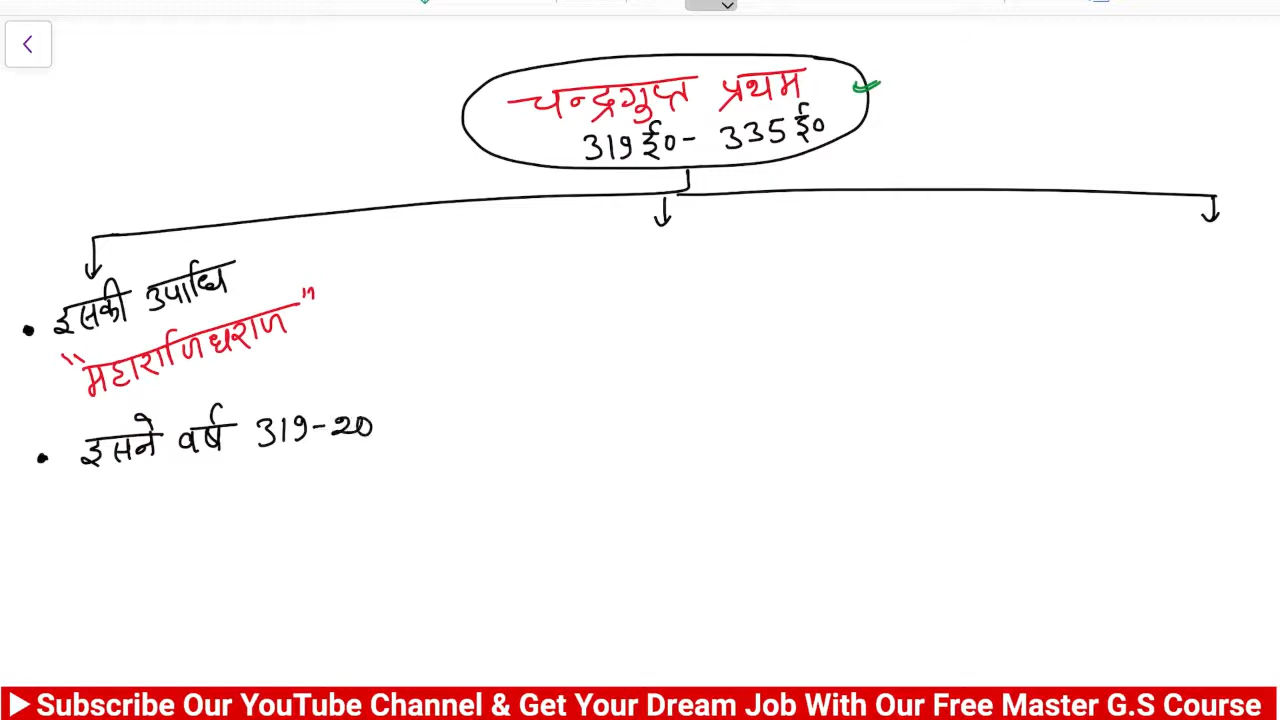 चन्द्रगुप्त प्रथम
319 ई० - 335 ई०
• इसकी उपाधि
"महाराजिधराज"
• इसने वर्ष 319-20
▶ Subscribe Our YouTube Channel & Get Your Dream Job With Our Free Master G.S Course